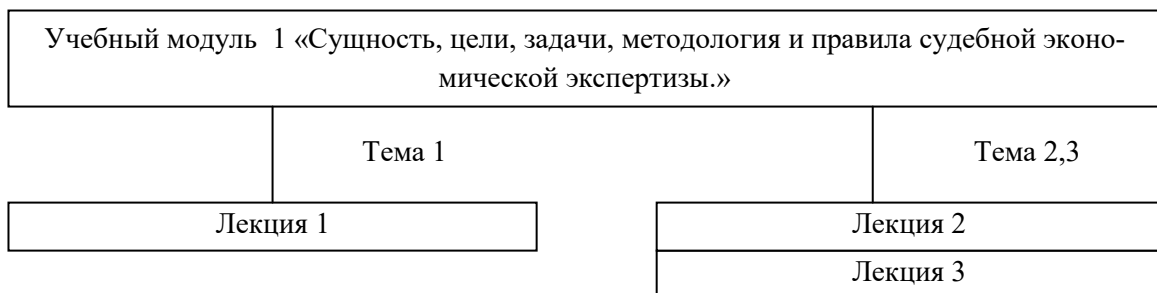 Учебный модуль 1 «Сущность, цели, задачи, методология и правила судебной эконо-
мической экспертизы.»
Тема 1
Тема 2,3
Лекция 1
Лекция 2
Лекция 3